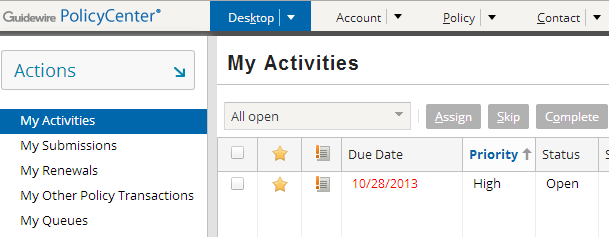 Guidewire PolicyCenter®
Desktop Account Policy Contact
Actions
My Activities
My Submissions
My Renewals
My Other Policy Transactions
My Queues
My Activities
All open Assign Skip Complete
Due Date Priority Status S
10/28/2013 High Open